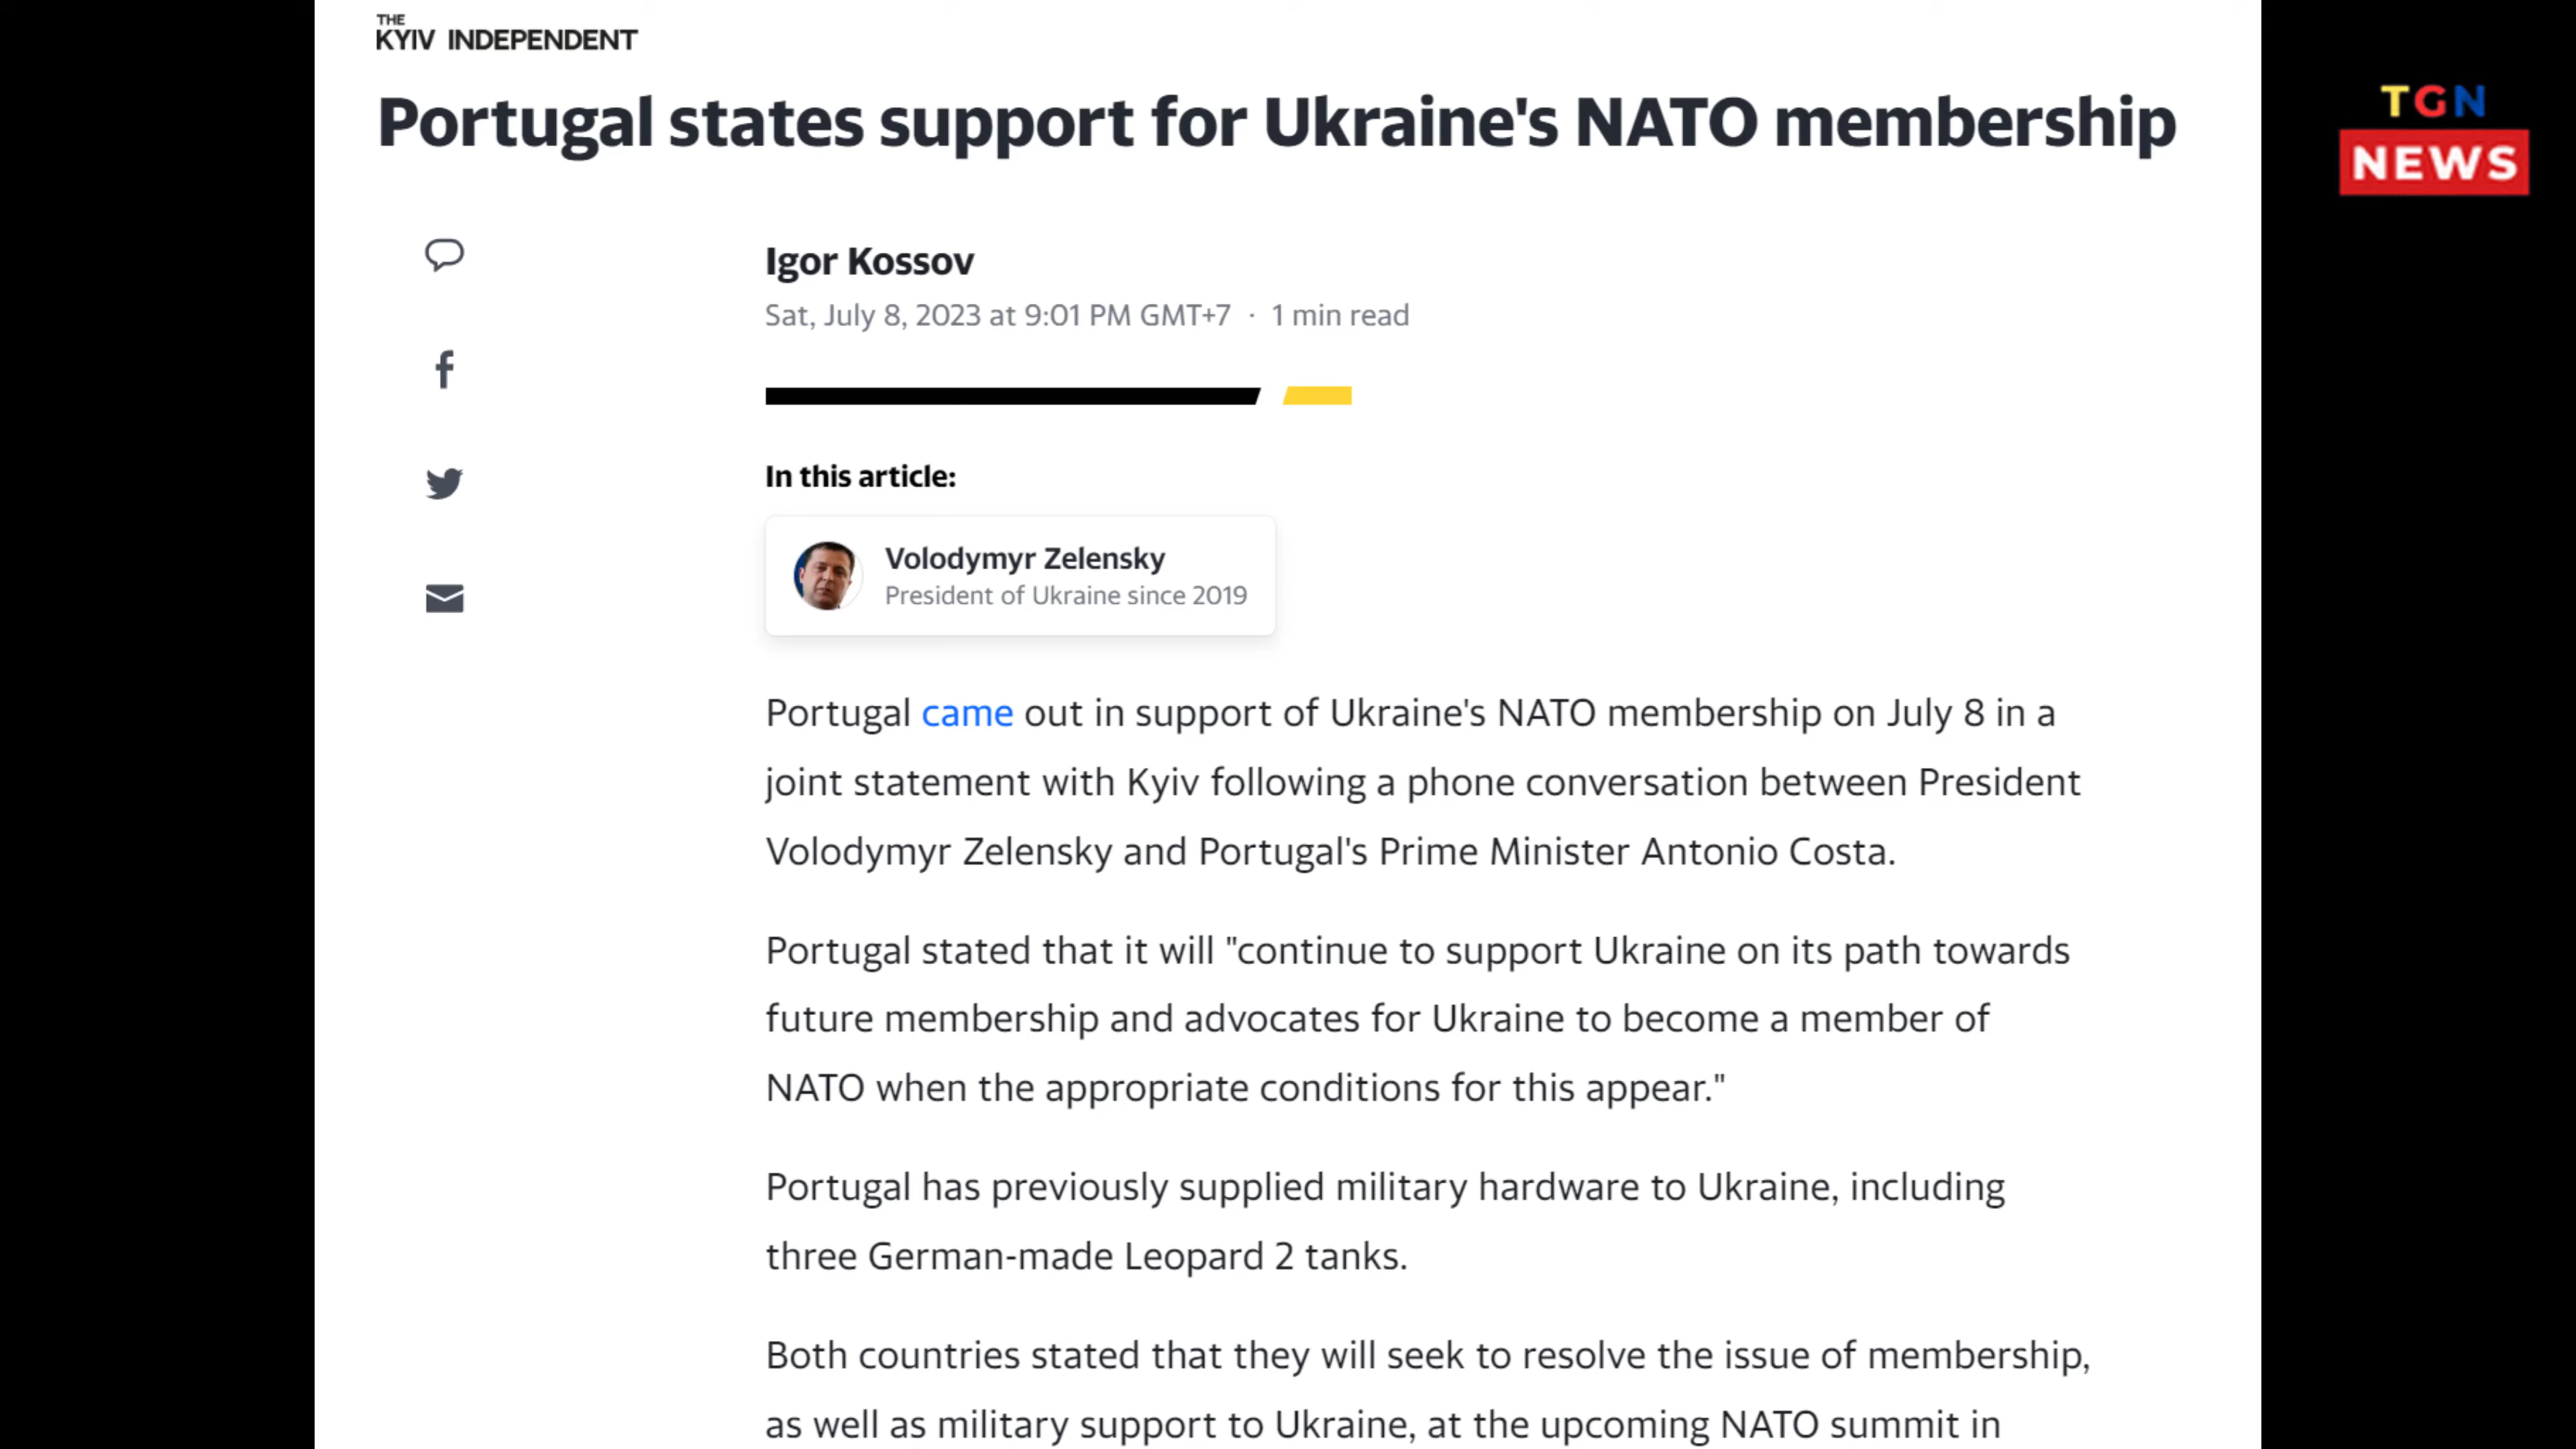 THE
KYIV INDEPENDENT
Portugal states support for Ukraine's NATO membership
TGN
NEWS
Igor Kossov
Sat, July 8, 2023 at 9:01 PM GMT+7 · 1 min read
In this article:
Volodymyr Zelensky
President of Ukraine since 2019
Portugal came out in support of Ukraine's NATO membership on July 8 in a
joint statement with Kyiv following a phone conversation between President
Volodymyr Zelensky and Portugal's Prime Minister Antonio Costa.
Portugal stated that it will "continue to support Ukraine on its path towards
future membership and advocates for Ukraine to become a member of
NATO when the appropriate conditions for this appear."
Portugal has previously supplied military hardware to Ukraine, including
three German-made Leopard 2 tanks.
Both countries stated that they will seek to resolve the issue of membership,
as well as military support to Ukraine, at the upcoming NATO summit in